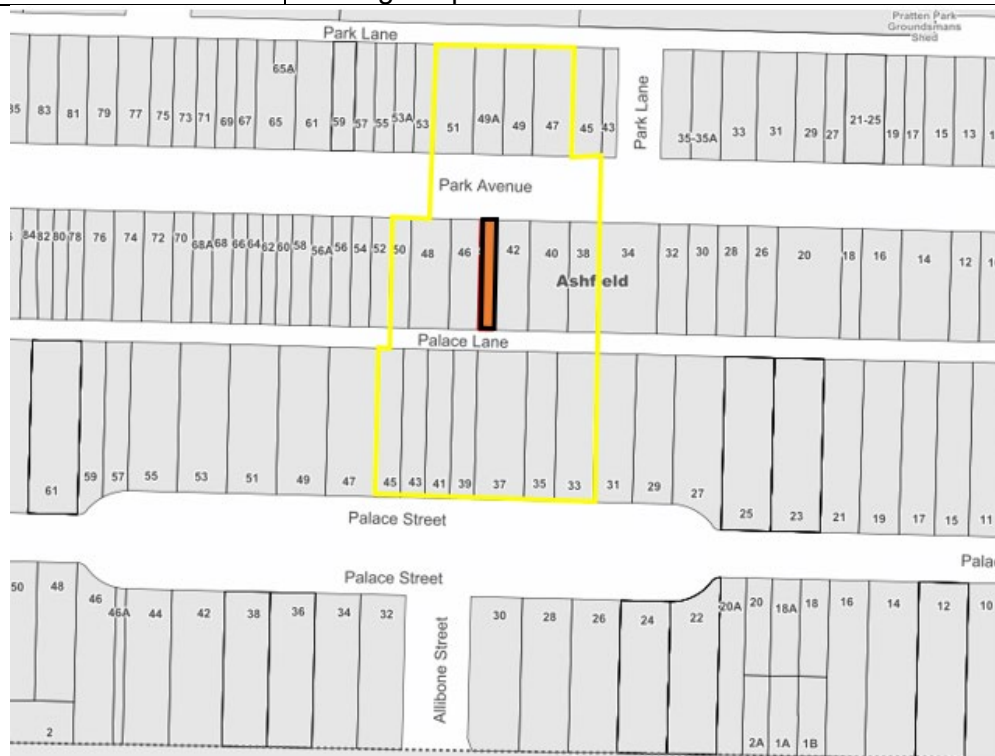 Park Lane
Pratten Park
Groundsmans
Shed
83 81 79 77 75 73 71 69 67 65 65A 61 59 57 55 53A 53 51 49A 49 47 45 43
Park Lane
35-35A 33 31 29 27 21-25 19 17 15 13
Park Avenue
84 82 80 78 76 74 72 70 68A 68 66 64 62 60 58 56A 56 54 52 50 48 46 42 40 38 34 32 30 28 26 20 18 16 14 12
Ashfield
Palace Lane
61 59 57 55 53 51 49 47 45 43 41 39 37 35 33 31 29 27 25 23 21 19 17 15 11
Palace Street
Palace Street
50 48 46 46A 44 42 38 36 34 32
Allibone Street
30 28 26 24 22 20A 20 18A 18 16 14 12 10
2
2A 1A 1B